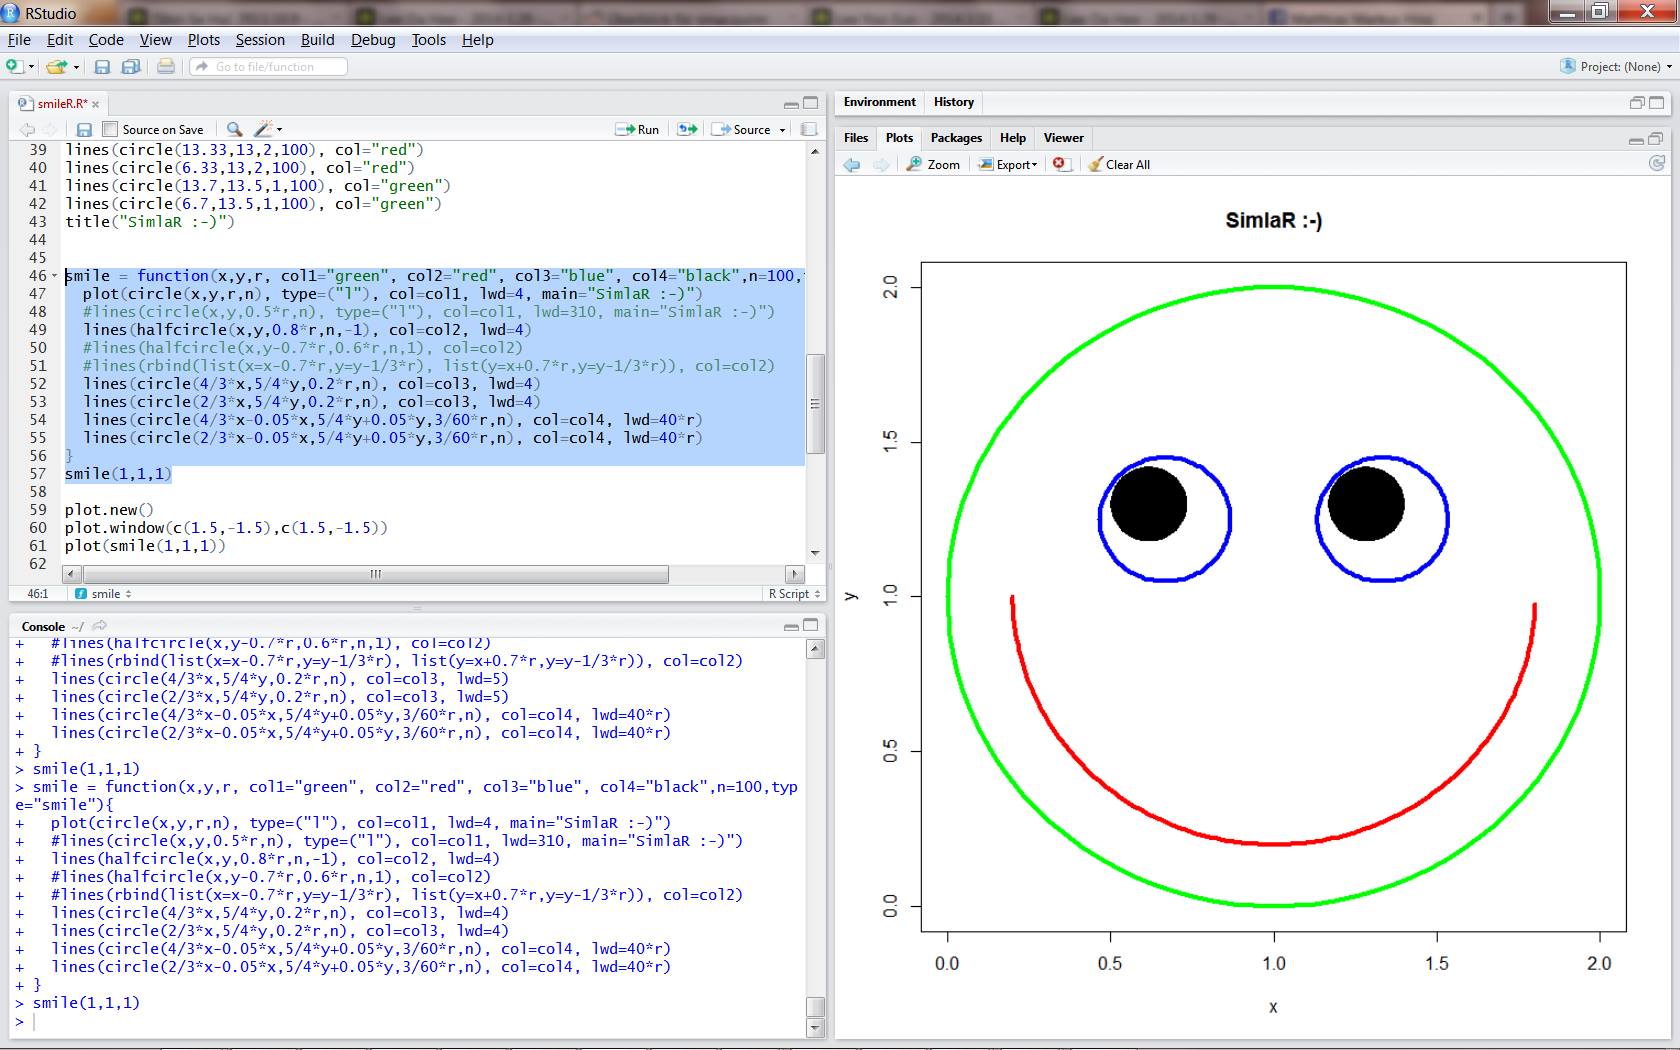 RStudio
File Edit Code View Plots Session Build Debug Tools Help
Go to file/function
Project: (None)
smileR.R*
Source on Save
Run
Source
39 lines(circle(13.33,13,2,100), col="red")
40 lines(circle(6.33,13,2,100), col="red")
41 lines(circle(13.7,13.5,1,100), col="green")
42 lines(circle(6.7,13.5,1,100), col="green")
43 title("SimlaR :-)")
44
45
46 smile = function(x,y,r, col1="green", col2="red", col3="blue", col4="black",n=100,
47 plot(circle(x,y,r,n), type=("l"), col=col1, lwd=4, main="SimlaR :-)")
48 #lines(circle(x,y,0.5*r,n), type=("l"), col=col1, lwd=310, main="SimlaR :-)")
49 lines(halfcircle(x,y,0.8*r,n,-1), col=col2, lwd=4)
50 #lines(halfcircle(x,y-0.7*r,0.6*r,n,1), col=col2)
51 #lines(rbind(list(x=x-0.7*r,y=y-1/3*r), list(y=x+0.7*r,y=y-1/3*r)), col=col2)
52 lines(circle(4/3*x,5/4*y,0.2*r,n), col=col3, lwd=4)
53 lines(circle(2/3*x,5/4*y,0.2*r,n), col=col3, lwd=4)
54 lines(circle(4/3*x-0.05*x,5/4*y+0.05*y,3/60*r,n), col=col4, lwd=40*r)
55 lines(circle(2/3*x-0.05*x,5/4*y+0.05*y,3/60*r,n), col=col4, lwd=40*r)
56 }
57 smile(1,1,1)
58
59 plot.new()
60 plot.window(c(1.5,-1.5),c(1.5,-1.5))
61 plot(smile(1,1,1))
62
46:1 smile R Script
Console ~/
+ #lines(halfcircle(x,y-0.7*r,0.6*r,n,1), col=col2)
+ #lines(rbind(list(x=x-0.7*r,y=y-1/3*r), list(y=x+0.7*r,y=y-1/3*r)), col=col2)
+ lines(circle(4/3*x,5/4*y,0.2*r,n), col=col3, lwd=5)
+ lines(circle(2/3*x,5/4*y,0.2*r,n), col=col3, lwd=5)
+ lines(circle(4/3*x-0.05*x,5/4*y+0.05*y,3/60*r,n), col=col4, lwd=40*r)
+ lines(circle(2/3*x-0.05*x,5/4*y+0.05*y,3/60*r,n), col=col4, lwd=40*r)
+ }
> smile(1,1,1)
> smile = function(x,y,r, col1="green", col2="red", col3="blue", col4="black",n=100,typ
e="smile"){
+ plot(circle(x,y,r,n), type=("l"), col=col1, lwd=4, main="SimlaR :-)")
+ #lines(circle(x,y,0.5*r,n), type=("l"), col=col1, lwd=310, main="SimlaR :-)")
+ lines(halfcircle(x,y,0.8*r,n,-1), col=col2, lwd=4)
+ #lines(halfcircle(x,y-0.7*r,0.6*r,n,1), col=col2)
+ #lines(rbind(list(x=x-0.7*r,y=y-1/3*r), list(y=x+0.7*r,y=y-1/3*r)), col=col2)
+ lines(circle(4/3*x,5/4*y,0.2*r,n), col=col3, lwd=4)
+ lines(circle(2/3*x,5/4*y,0.2*r,n), col=col3, lwd=4)
+ lines(circle(4/3*x-0.05*x,5/4*y+0.05*y,3/60*r,n), col=col4, lwd=40*r)
+ lines(circle(2/3*x-0.05*x,5/4*y+0.05*y,3/60*r,n), col=col4, lwd=40*r)
+ }
> smile(1,1,1)
>
Environment History
Files Plots Packages Help Viewer
Zoom Export Clear All
SimlaR :-)
2.0
1.5
1.0
0.5
0.0
y
0.0 0.5 1.0 1.5 2.0
x